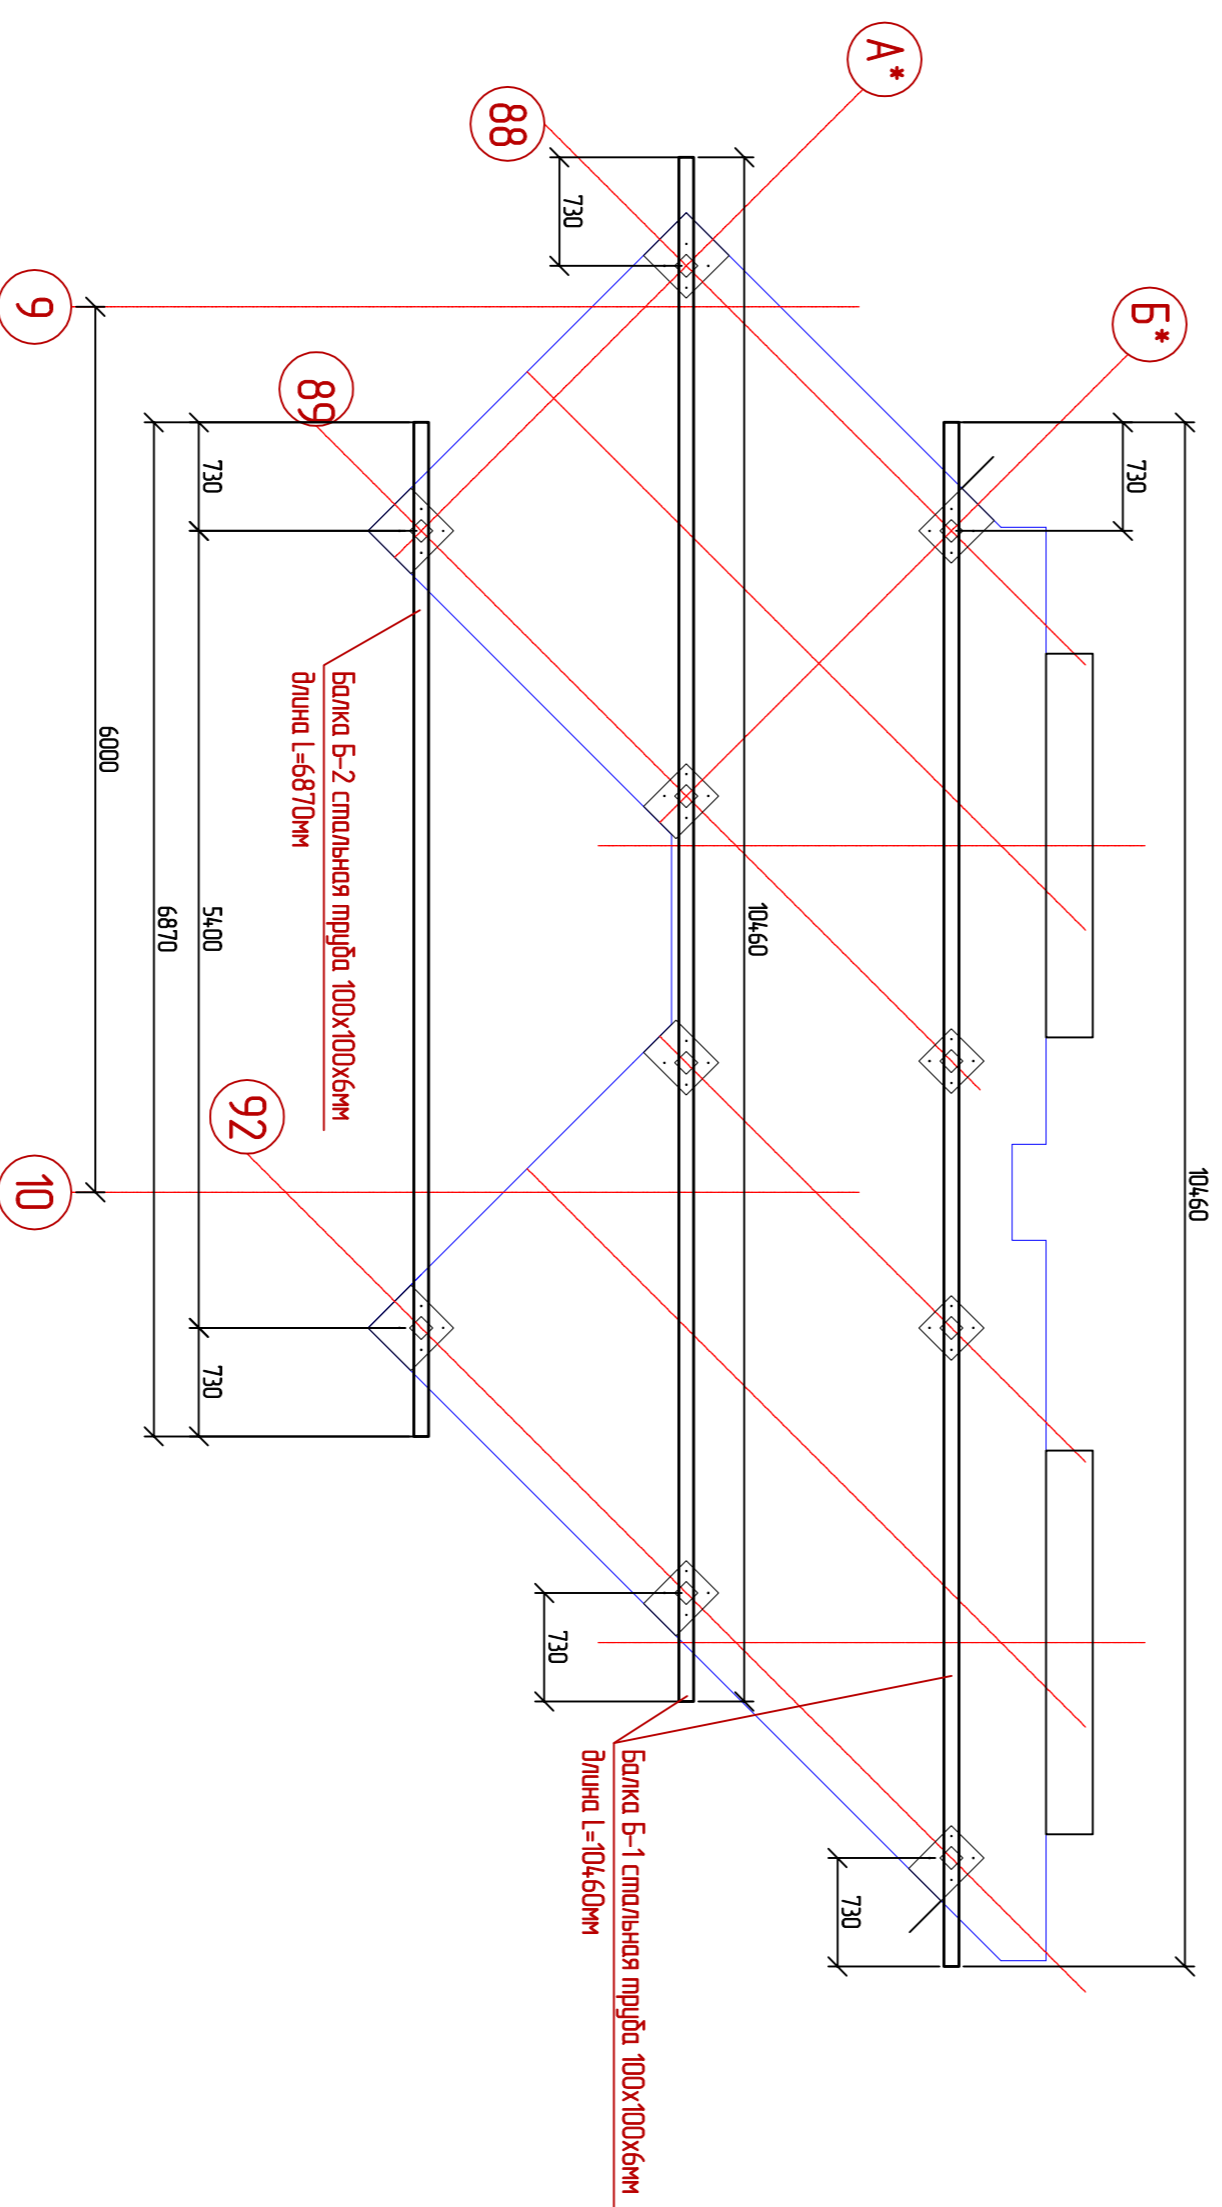 А*
Б*
88
89
9
10
92
730
730
10460
10460
730
5400
730
6870
6000
730
730
Балка Б-2 стальная труба 100х100х6мм
длина L=6870мм
Балка Б-1 стальная труба 100х100х6мм
длина L=10460мм